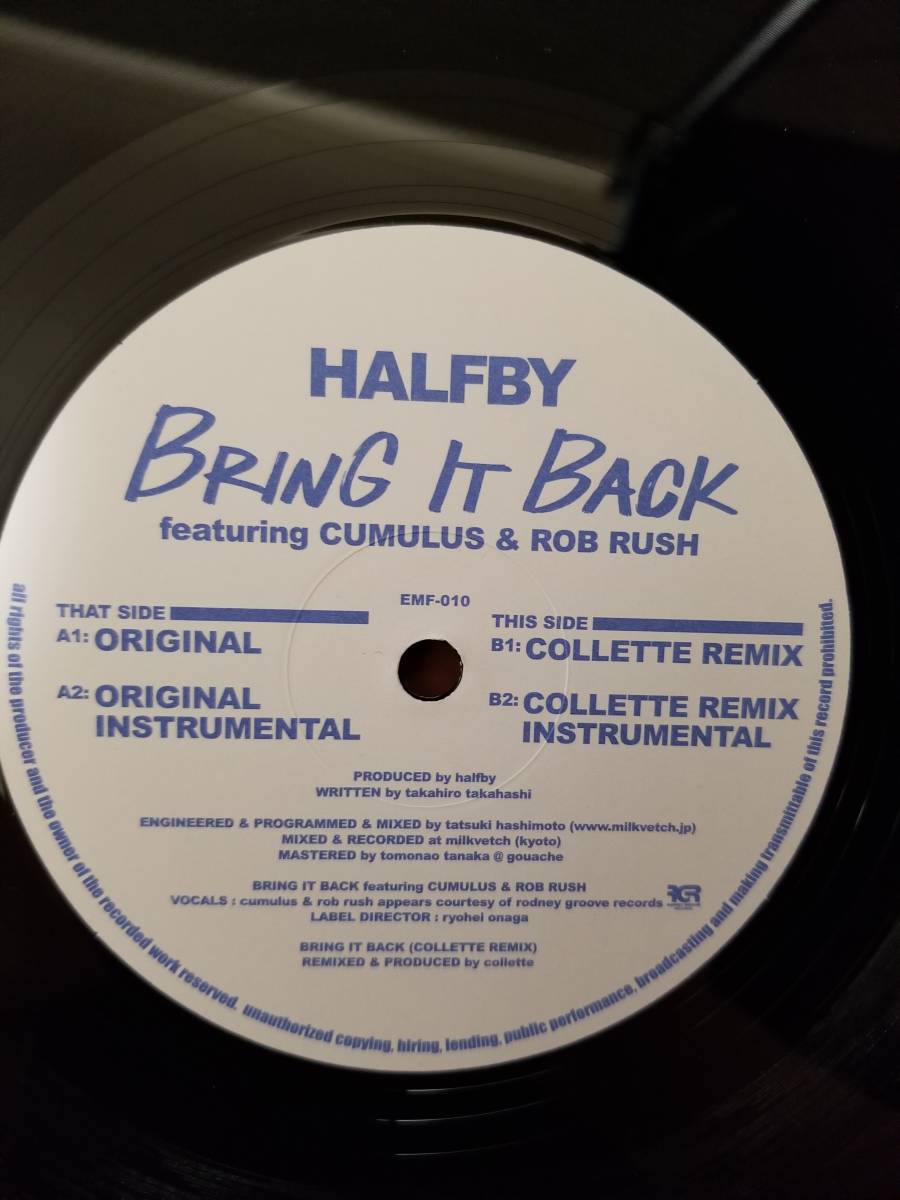 HALFBY
BRING IT BACK
featuring CUMULUS & ROB RUSH
EMF-010
THAT SIDE
A1: ORIGINAL
A2: ORIGINAL
INSTRUMENTAL
THIS SIDE
B1: COLLETTE REMIX
B2: COLLETTE REMIX
INSTRUMENTAL
PRODUCED by halfby
WRITTEN by takahiro takahashi
ENGINEERED & PROGRAMMED & MIXED by tatsuki hashimoto (www.milkvetch.jp)
MIXED & RECORDED at milkvetch (kyoto)
MASTERED by tomonao tanaka @ gouache
BRING IT BACK featuring CUMULUS & ROB RUSH
VOCALS : cumulus & rob rush appears courtesy of rodney groove records
RGR
LABEL DIRECTOR : ryohei onaga
BRING IT BACK (COLLETTE REMIX)
REMIXED & PRODUCED by collette
all rights of the producer and the owner of the recorded work reserved. unauthorized copying, hiring, lending, public performance, broadcasting and making transmittable of this record prohibited.